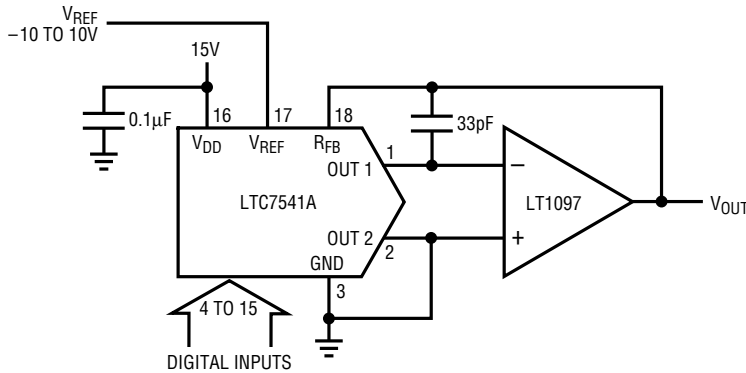 VREF
–10 TO 10V
15V
0.1µF
16
17
18
33pF
VDD
VREF
RFB
1
OUT 1
–
LTC7541A
LT1097
VOUT
OUT 2
+
2
GND
3
4 TO 15
DIGITAL INPUTS